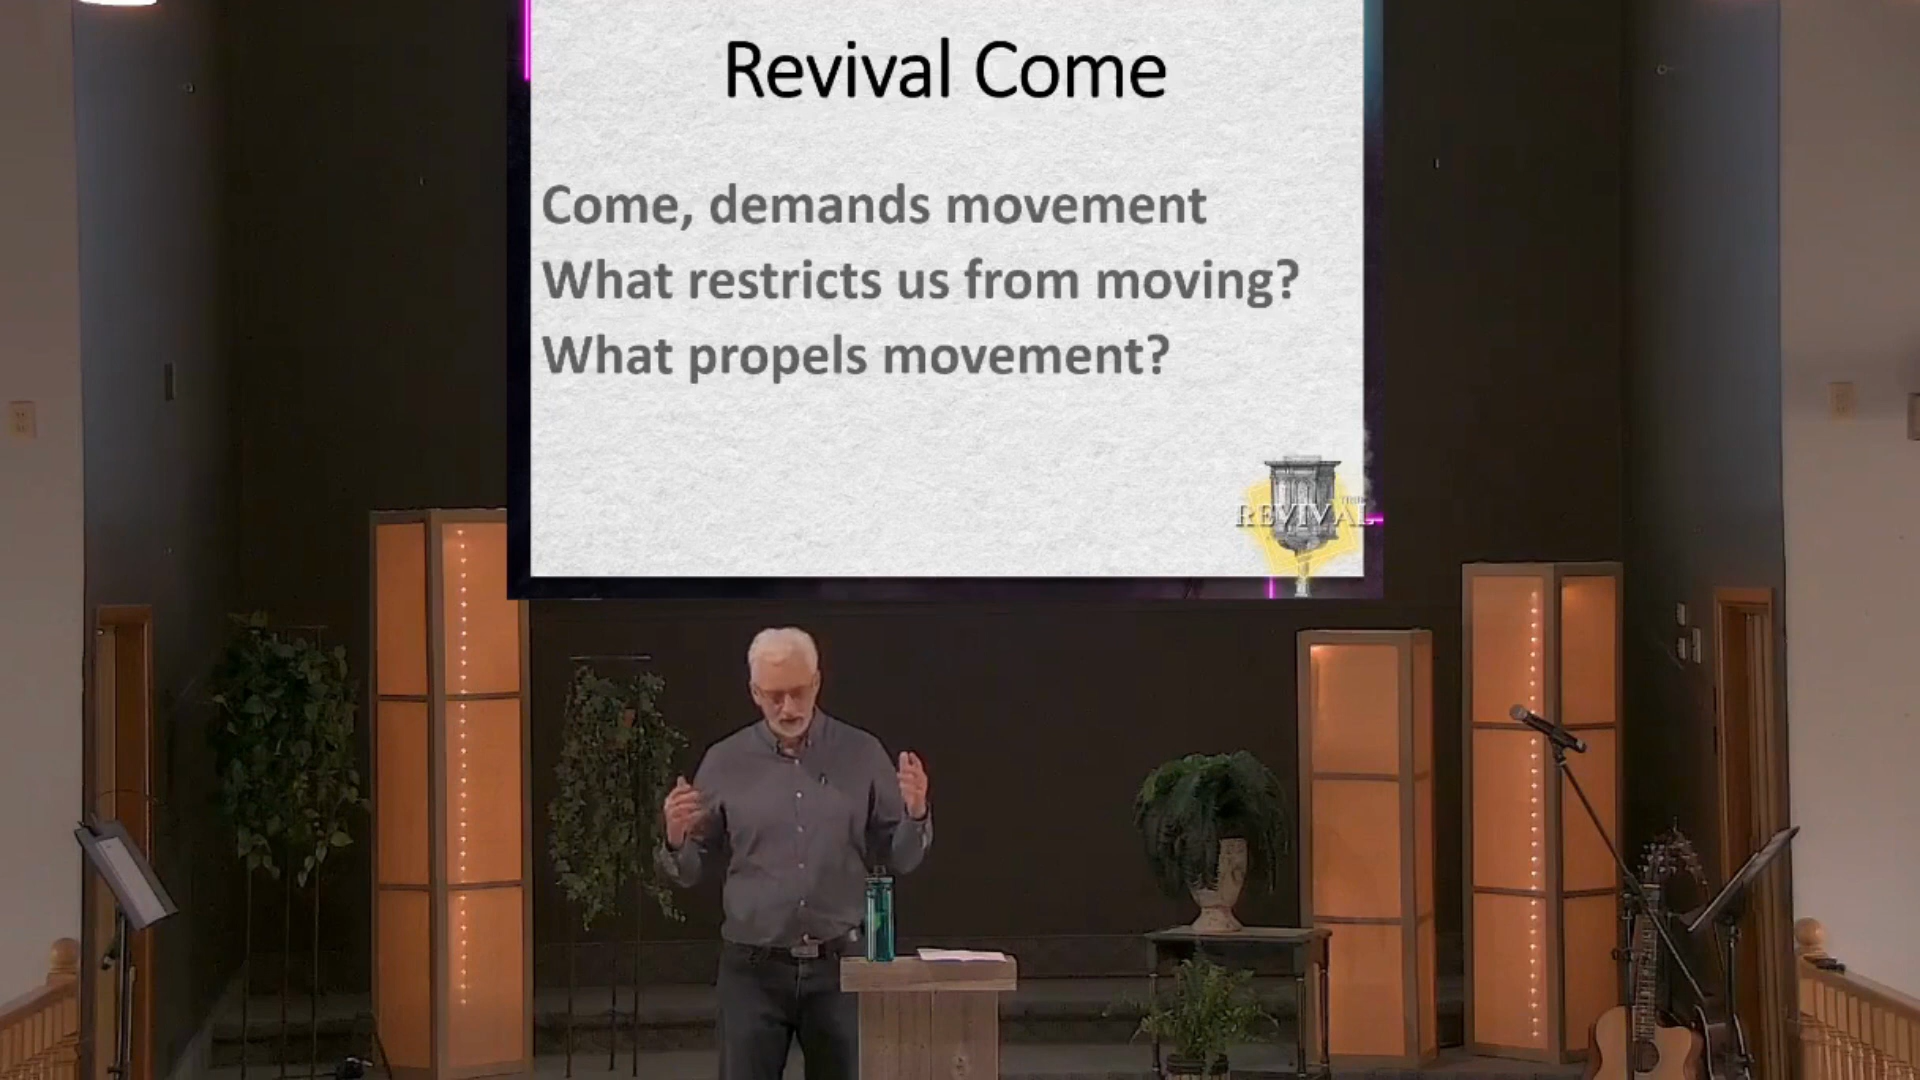 Revival Come
Come, demands movement
What restricts us from moving?
What propels movement?
REVIVAL